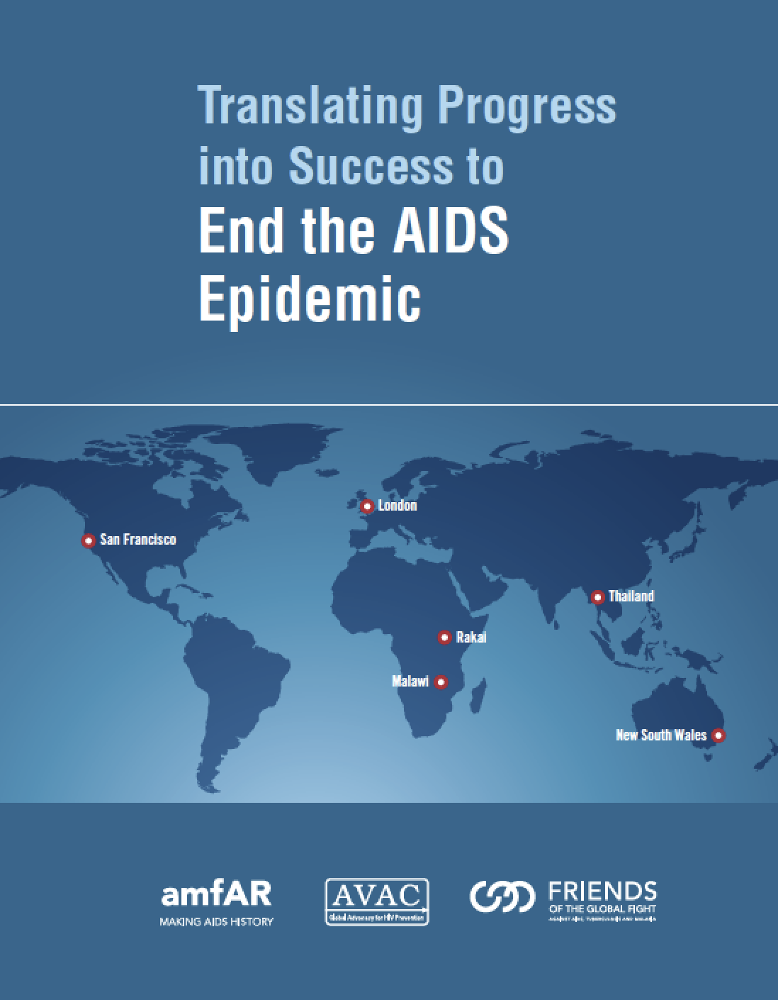 Translating Progress
into Success to
End the AIDS
Epidemic
London
San Francisco
Thailand
Rakai
Malawi
New South Wales
amfAR
MAKING AIDS HISTORY
AVAC
Global Advocacy for HIV Prevention
FRIENDS
OF THE GLOBAL FIGHT
AGAINST AIDS, TUBERCULOSIS AND MALARIA